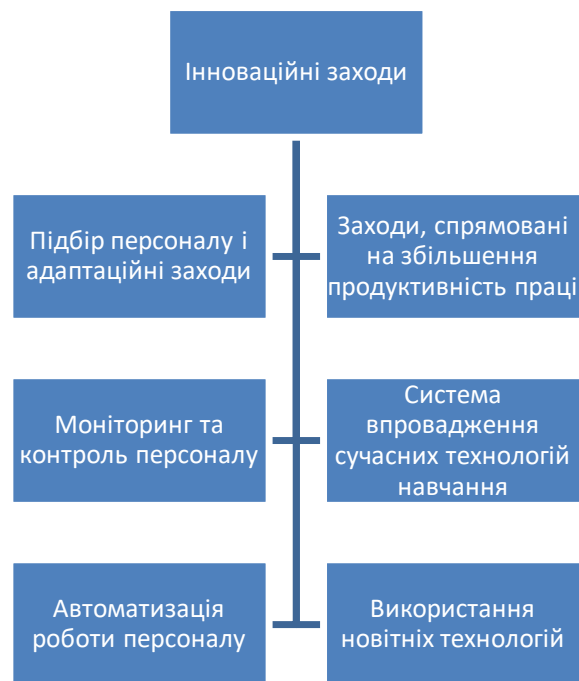 Інноваційні заходи
Підбір персоналу і
адаптаційні заходи
Заходи, спрямовані
на збільшення
продуктивність праці
Моніторинг та
контроль персоналу
Система
впровадження
сучасних технологій
навчання
Автоматизація
роботи персоналу
Використання
новітніх технологій